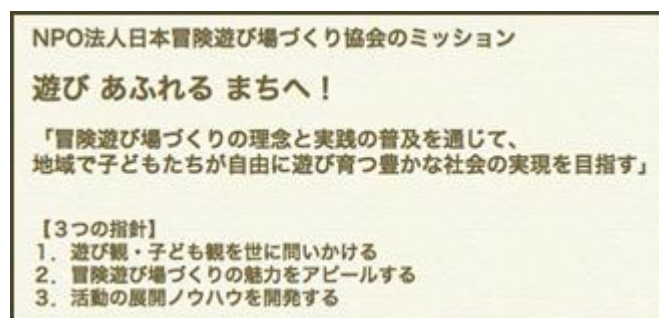 NPO法人日本冒険遊び場づくり協会のミッション
遊び あふれる まちへ！
「冒険遊び場づくりの理念と実践の普及を通じて、
地域で子どもたちが自由に遊び育つ豊かな社会の実現を目指す」
【３つの指針】
１．遊び観・子ども観を世に問いかける
２．冒険遊び場づくりの魅力をアピールする
３．活動の展開ノウハウを開発する